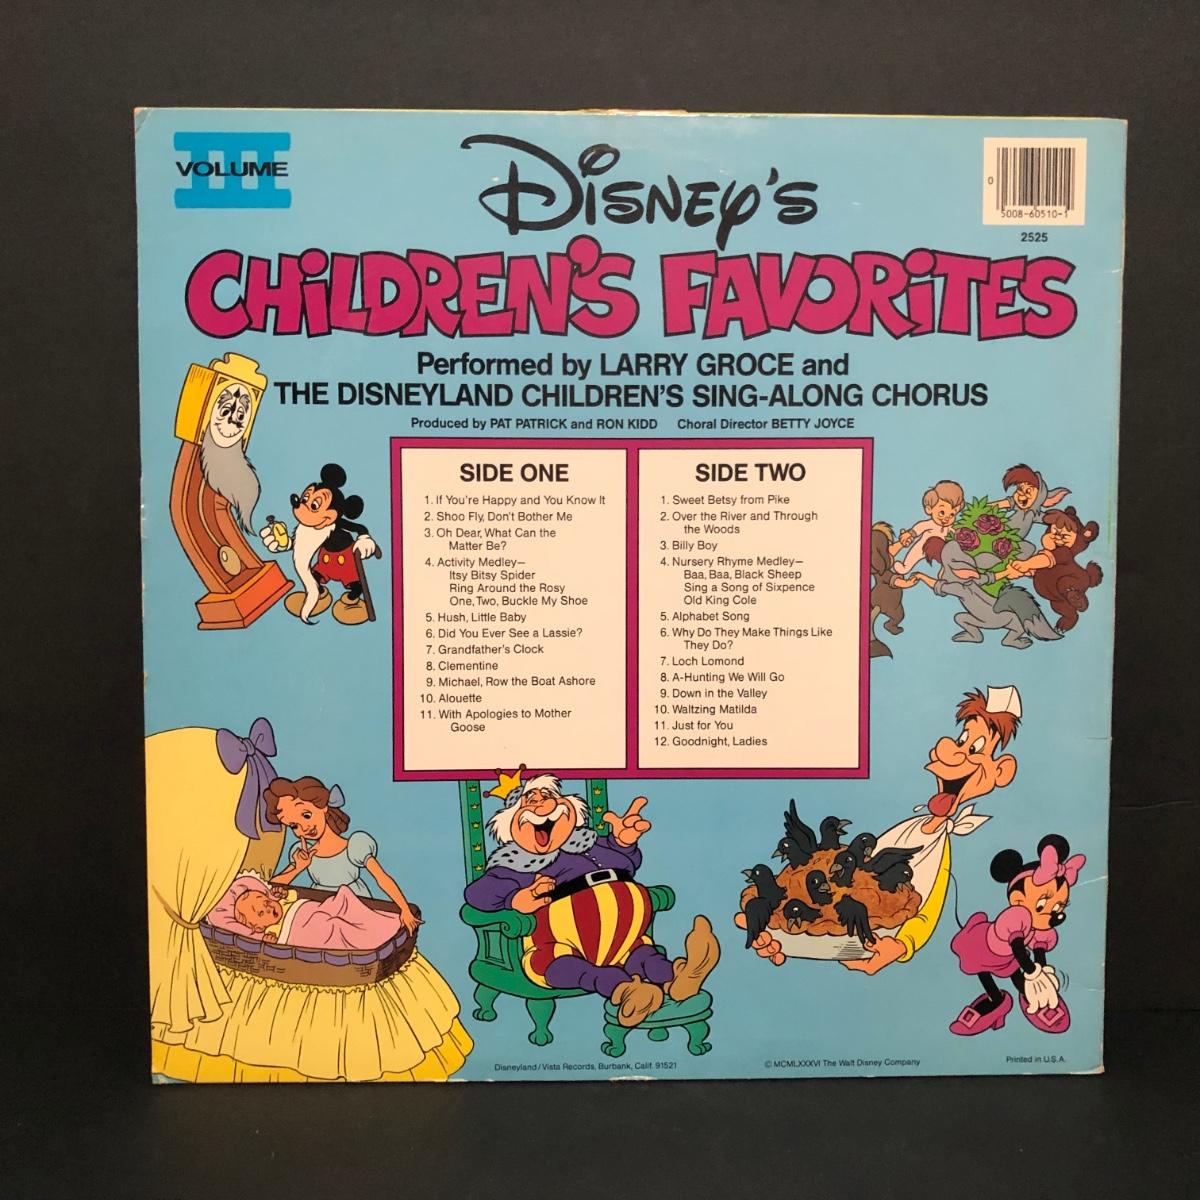 VOLUME
III
DISNEY'S
CHILDREN'S FAVORITES
0
5008-60510-1
2525
Performed by LARRY GROCE and
THE DISNEYLAND CHILDREN'S SING-ALONG CHORUS
Produced by PAT PATRICK and RON KIDD Choral Director BETTY JOYCE
SIDE ONE
1. If You're Happy and You Know It
2. Shoo Fly, Don't Bother Me
3. Oh Dear, What Can the
Matter Be?
4. Activity Medley—
Itsy Bitsy Spider
Ring Around the Rosy
One, Two, Buckle My Shoe
5. Hush, Little Baby
6. Did You Ever See a Lassie?
7. Grandfather's Clock
8. Clementine
9. Michael, Row the Boat Ashore
10. Alouette
11. With Apologies to Mother
Goose
SIDE TWO
1. Sweet Betsy from Pike
2. Over the River and Through
the Woods
3. Billy Boy
4. Nursery Rhyme Medley—
Baa, Baa, Black Sheep
Sing a Song of Sixpence
Old King Cole
5. Alphabet Song
6. Why Do They Make Things Like
They Do?
7. Loch Lomond
8. A-Hunting We Will Go
9. Down in the Valley
10. Waltzing Matilda
11. Just for You
12. Goodnight, Ladies
Disneyland/Vista Records, Burbank, Calif. 91521
© MCMLXXXVI The Walt Disney Company
Printed in U.S.A.